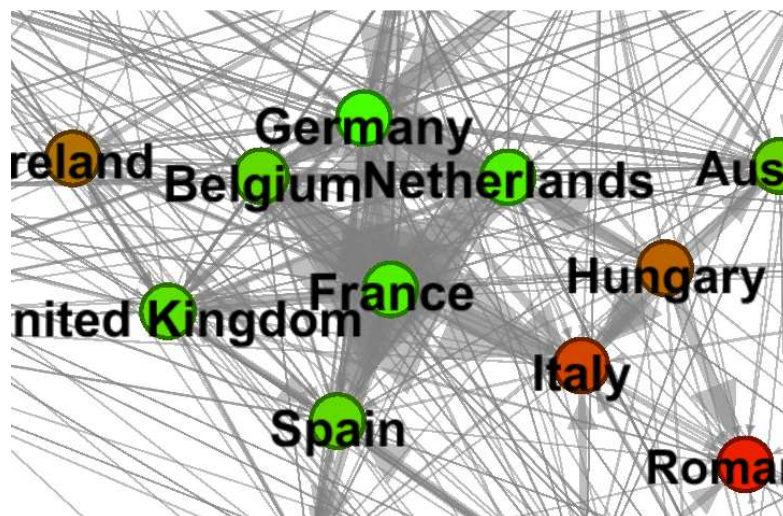 Germany
reland
Belgium
Netherlands
Aus
Hungary
France
nited Kingdom
Italy
Spain
Roma